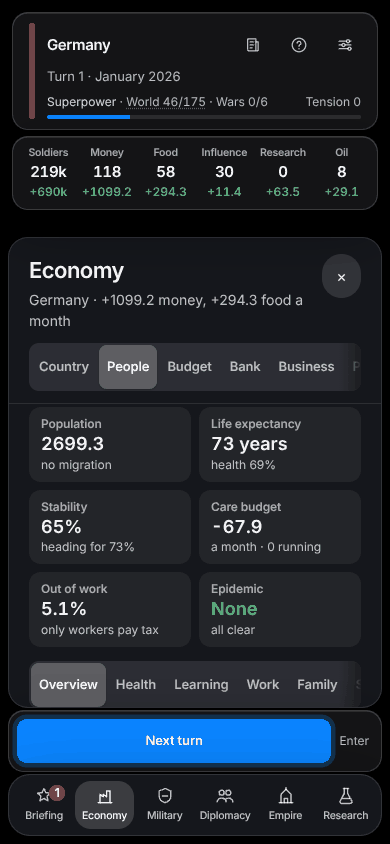 Germany
Turn 1 · January 2026
Superpower · World 46/175 · Wars 0/6 Tension 0
Soldiers Money Food Influence Research Oil
219k 118 58 30 0 8
+690k +1099.2 +294.3 +11.4 +63.5 +29.1
Economy
×
Germany · +1099.2 money, +294.3 food a
month
Country People Budget Bank Business P
Population Life expectancy
2699.3 73 years
no migration health 69%
Stability Care budget
65% -67.9
heading for 73% a month · 0 running
Out of work Epidemic
5.1% None
only workers pay tax all clear
Overview Health Learning Work Family S
Next turn Enter
1
Briefing Economy Military Diplomacy Empire Research